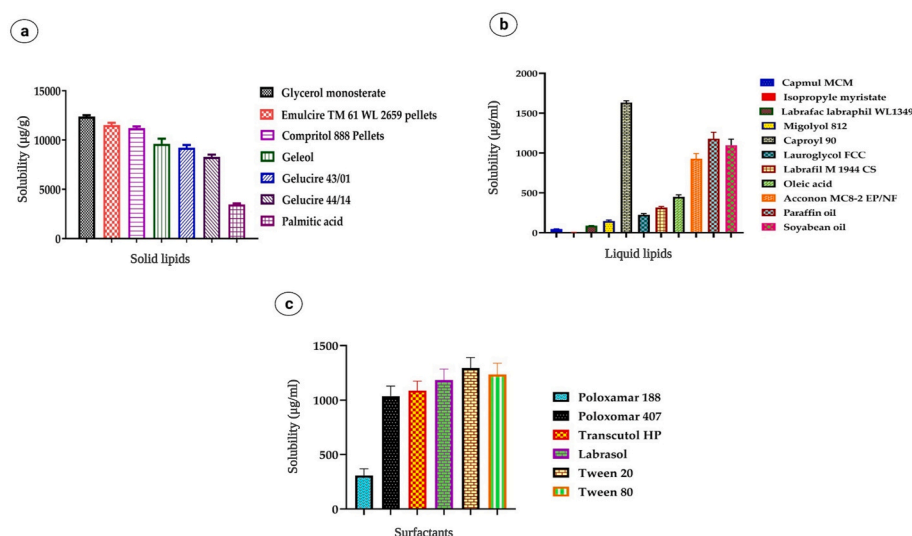 a
Solubility (µg/g)
15000
10000
5000
0
Solid lipids
Glycerol monosterate
Emulcire TM 61 WL 2659 pellets
Compritol 888 Pellets
Geleol
Gelucire 43/01
Gelucire 44/14
Palmitic acid
b
Solubility (µg/ml)
2000
1500
1000
500
0
Liquid lipids
Capmul MCM
Isopropyle myristate
Labrafac labraphil WL1349
Migolyol 812
Caproyl 90
Lauroglycol FCC
Labrafil M 1944 CS
Oleic acid
Acconon MC8-2 EP/NF
Paraffin oil
Soyabean oil
c
Solubility (µg/ml)
1500
1000
500
0
Surfactants
Poloxamar 188
Poloxomar 407
Transcutol HP
Labrasol
Tween 20
Tween 80